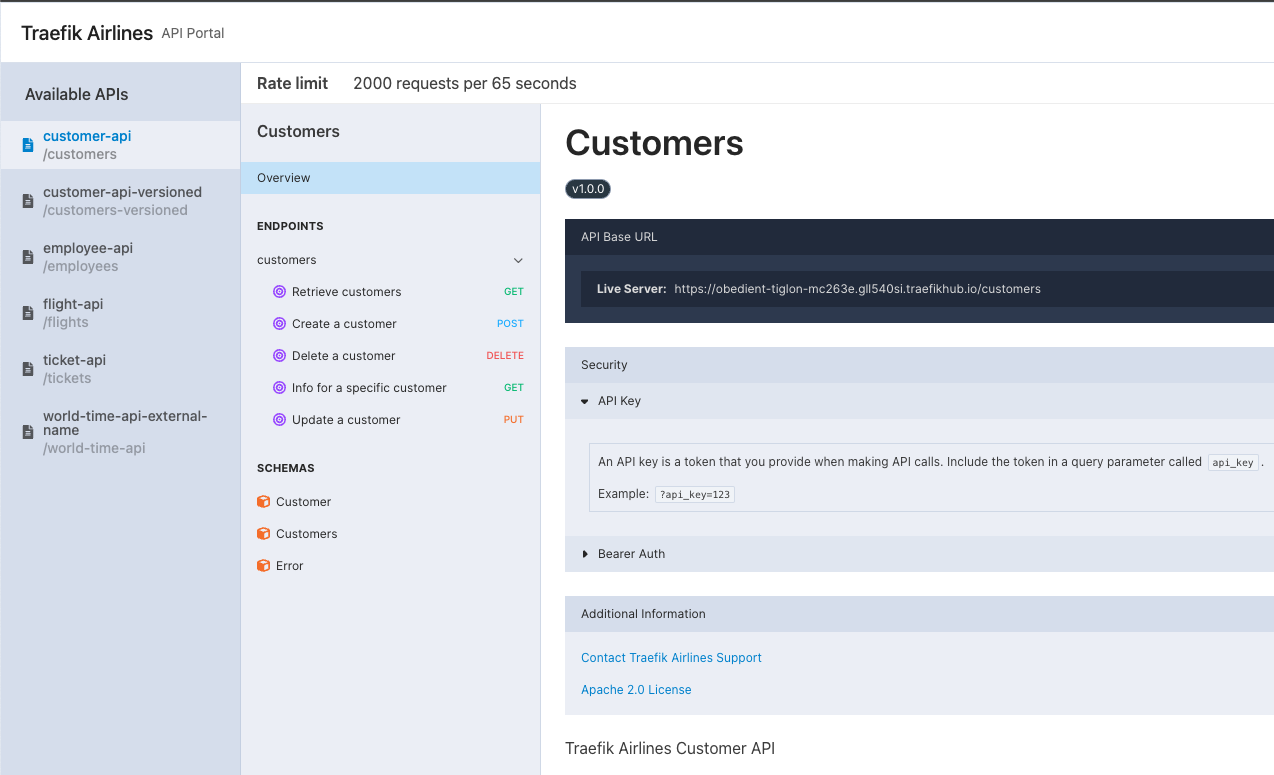 Traefik Airlines API Portal
Available APIs
customer-api
/customers
customer-api-versioned
/customers-versioned
employee-api
/employees
flight-api
/flights
ticket-api
/tickets
world-time-api-external-
name
/world-time-api
Rate limit 2000 requests per 65 seconds
Customers
Overview
ENDPOINTS
customers
Retrieve customers GET
Create a customer POST
Delete a customer DELETE
Info for a specific customer GET
Update a customer PUT
SCHEMAS
Customer
Customers
Error
Customers
v1.0.0
API Base URL
Live Server: https://obedient-tiglon-mc263e.gll540si.traefikhub.io/customers
Security
API Key
An API key is a token that you provide when making API calls. Include the token in a query parameter called api_key .
Example: ?api_key=123
Bearer Auth
Additional Information
Contact Traefik Airlines Support
Apache 2.0 License
Traefik Airlines Customer API